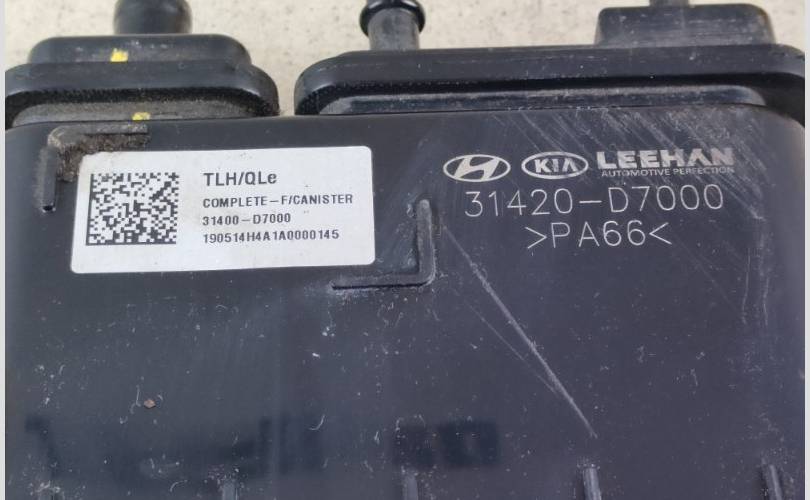 TLH/QLe
COMPLETE-F/CANISTER
31400-D7000
190514H4A1A0000145
KIA LEEHAN
AUTOMOTIVE PERFECTION
31420-D7000
>PA66<